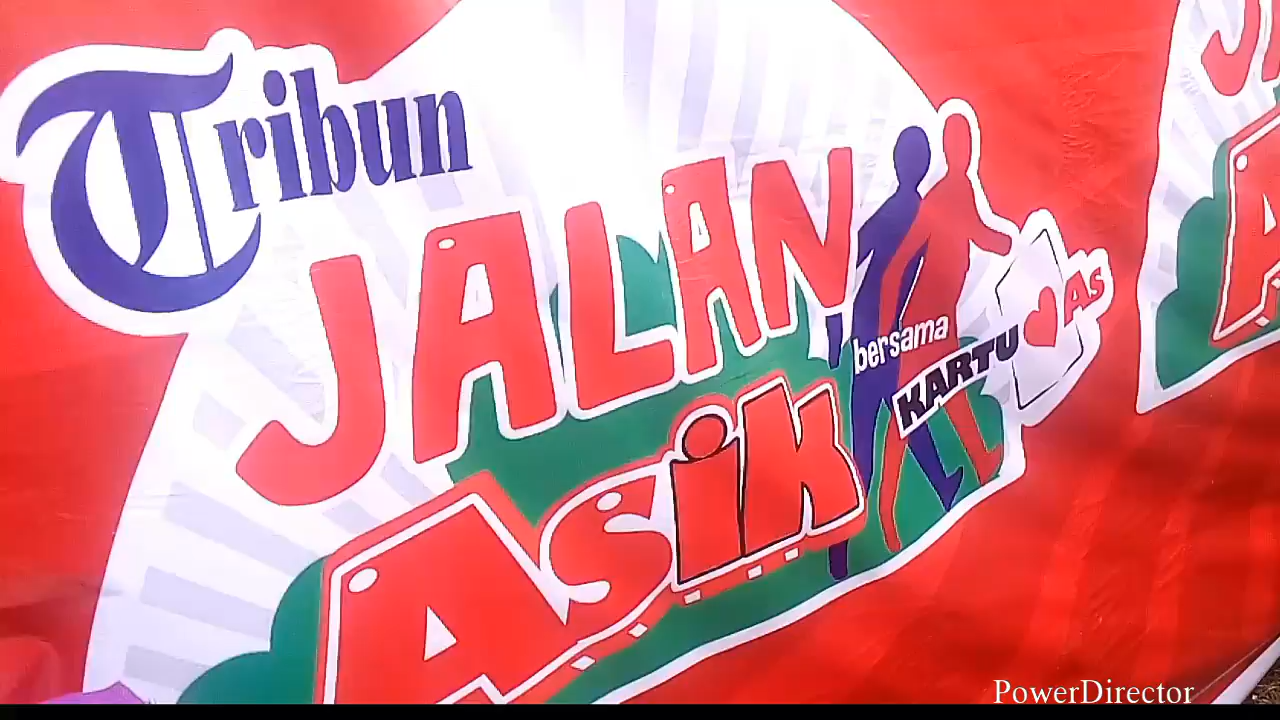 Tribun
JALAN
ASIK
bersama
KARTU AS
PowerDirector